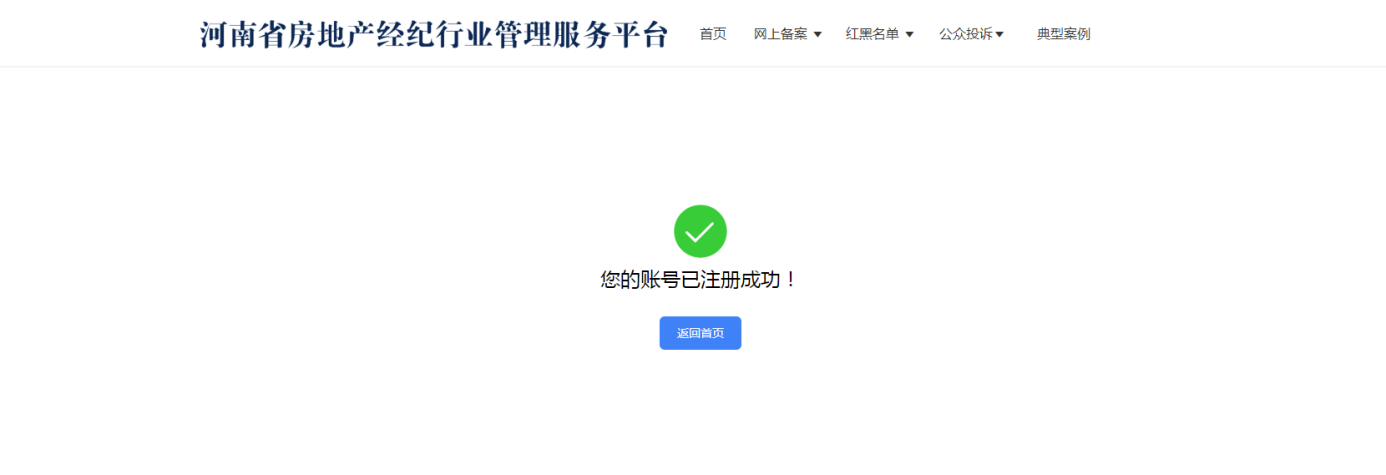 河南省房地产经纪行业管理服务平台 首页 网上备案 ▼ 红黑名单 ▼ 公众投诉▼ 典型案例
您的账号已注册成功！
返回首页